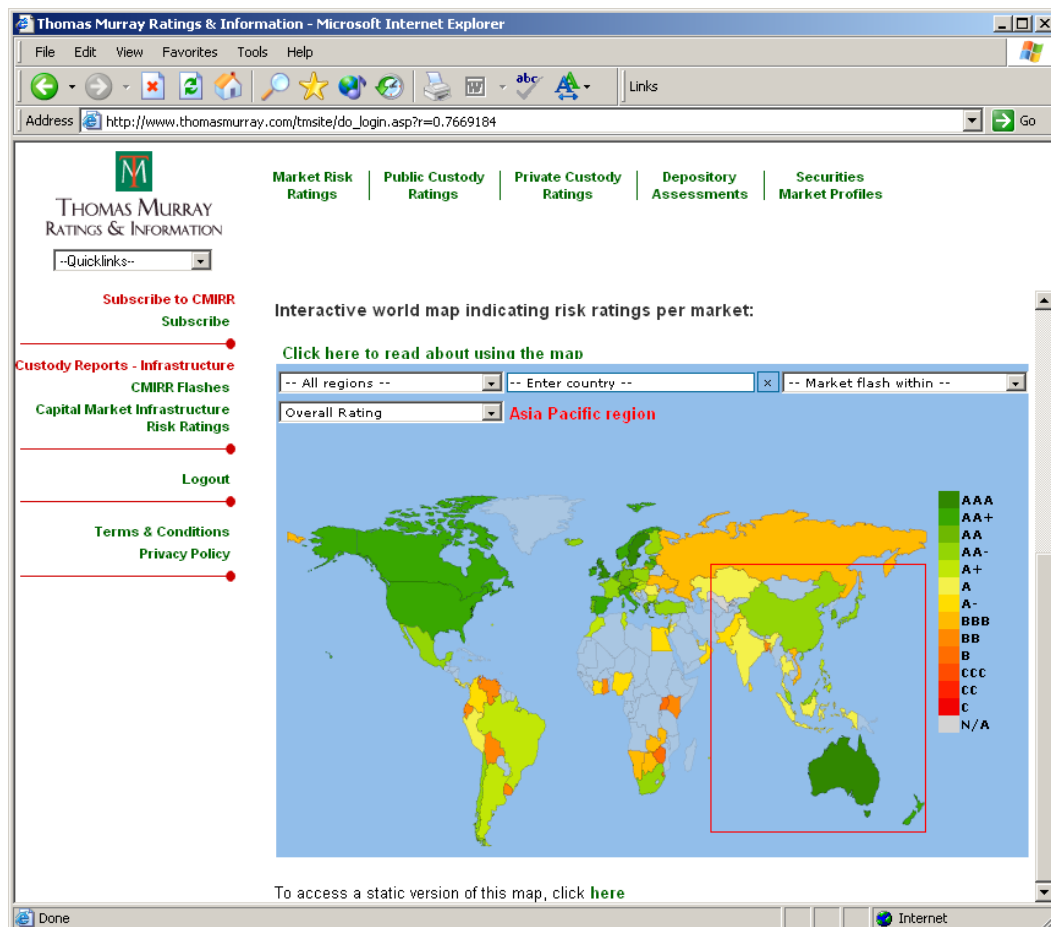 Thomas Murray Ratings & Information - Microsoft Internet Explorer
File Edit View Favorites Tools Help
Links
Address http://www.thomasmurray.com/tmsite/do_login.asp?r=0.7669184 Go
TM
THOMAS MURRAY
RATINGS & INFORMATION
--Quicklinks--
Market Risk
Ratings
Public Custody
Ratings
Private Custody
Ratings
Depository
Assessments
Securities
Market Profiles
Subscribe to CMIRR
Subscribe
Custody Reports - Infrastructure
CMIRR Flashes
Capital Market Infrastructure
Risk Ratings
Logout
Terms & Conditions
Privacy Policy
Interactive world map indicating risk ratings per market:
Click here to read about using the map
-- All regions -- -- Enter country -- x -- Market flash within --
Overall Rating Asia Pacific region
AAA
AA+
AA
AA-
A+
A
A-
BBB
BB
B
CCC
CC
C
N/A
To access a static version of this map, click here
Done Internet